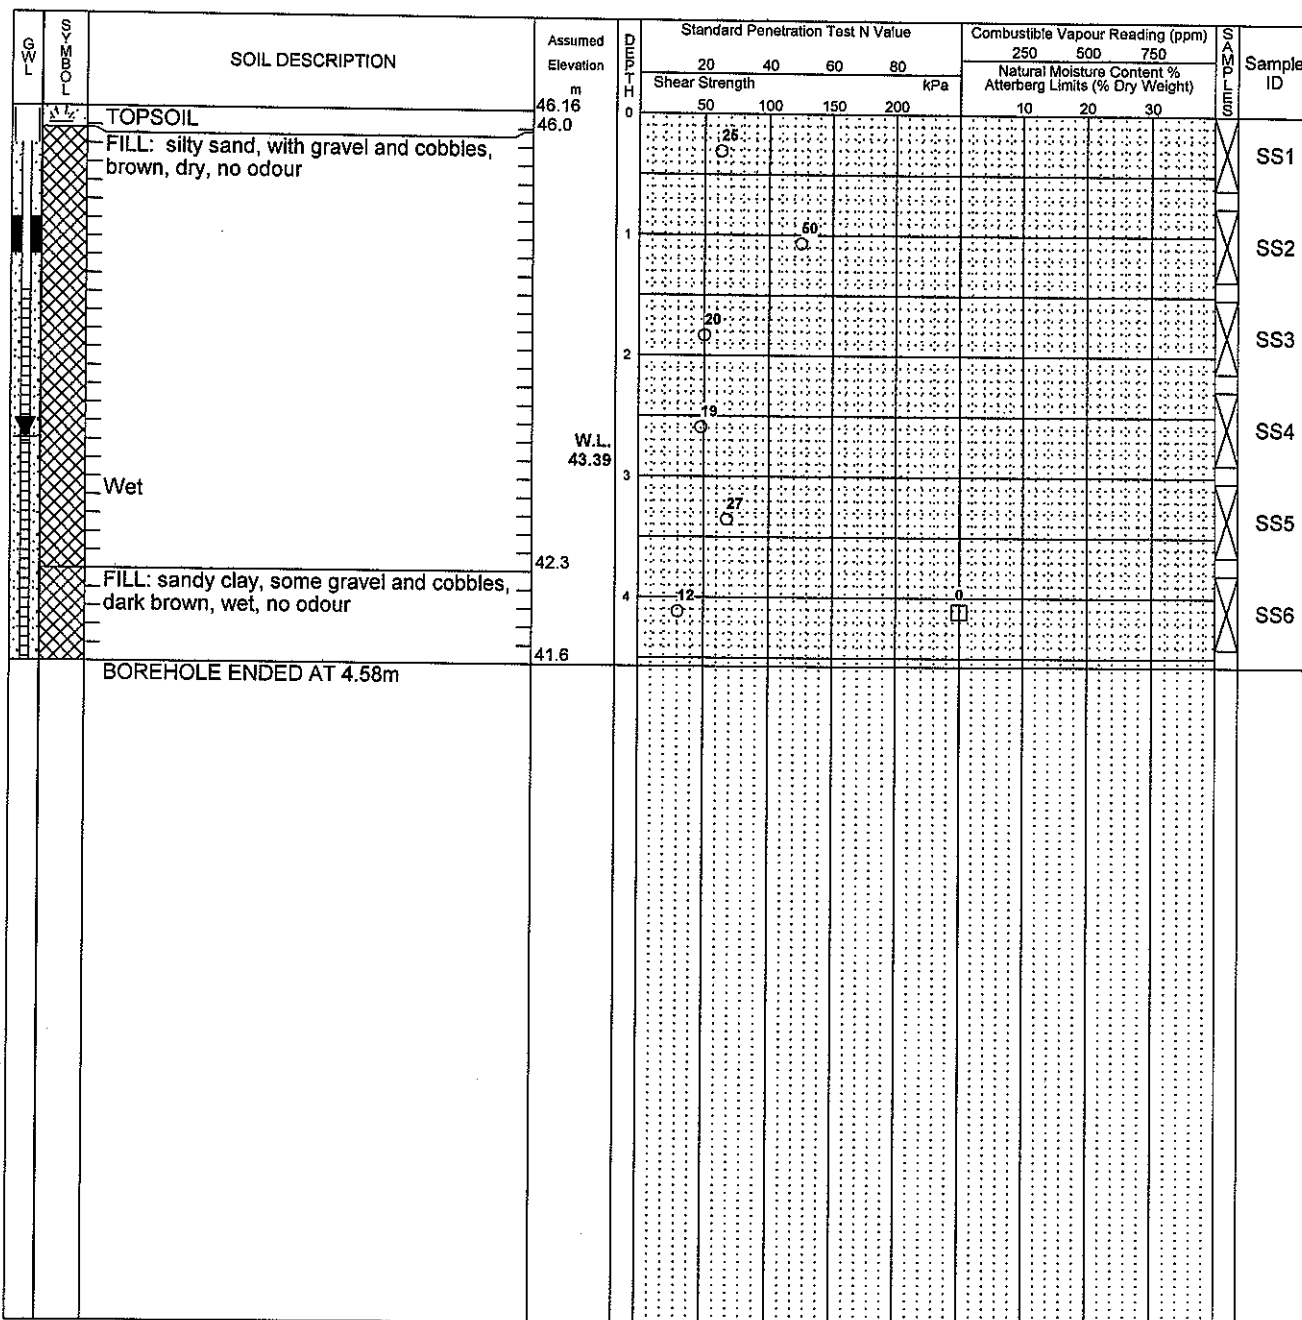 GWL
SYMBOL
SOIL DESCRIPTION
Assumed
Elevation
m
DEPTH
Standard Penetration Test N Value
20 40 60 80
Shear Strength kPa
50 100 150 200
Combustible Vapour Reading (ppm)
250 500 750
Natural Moisture Content %
Atterberg Limits (% Dry Weight)
10 20 30
SAMPLES
Sample
ID
46.16
0
TOPSOIL
46.0
FILL: silty sand, with gravel and cobbles,
brown, dry, no odour
SS1
1
50
SS2
20
SS3
2
19
SS4
W.L.
43.39
3
Wet
27
SS5
42.3
FILL: sandy clay, some gravel and cobbles,
dark brown, wet, no odour
4
12
0
SS6
41.6
BOREHOLE ENDED AT 4.58m